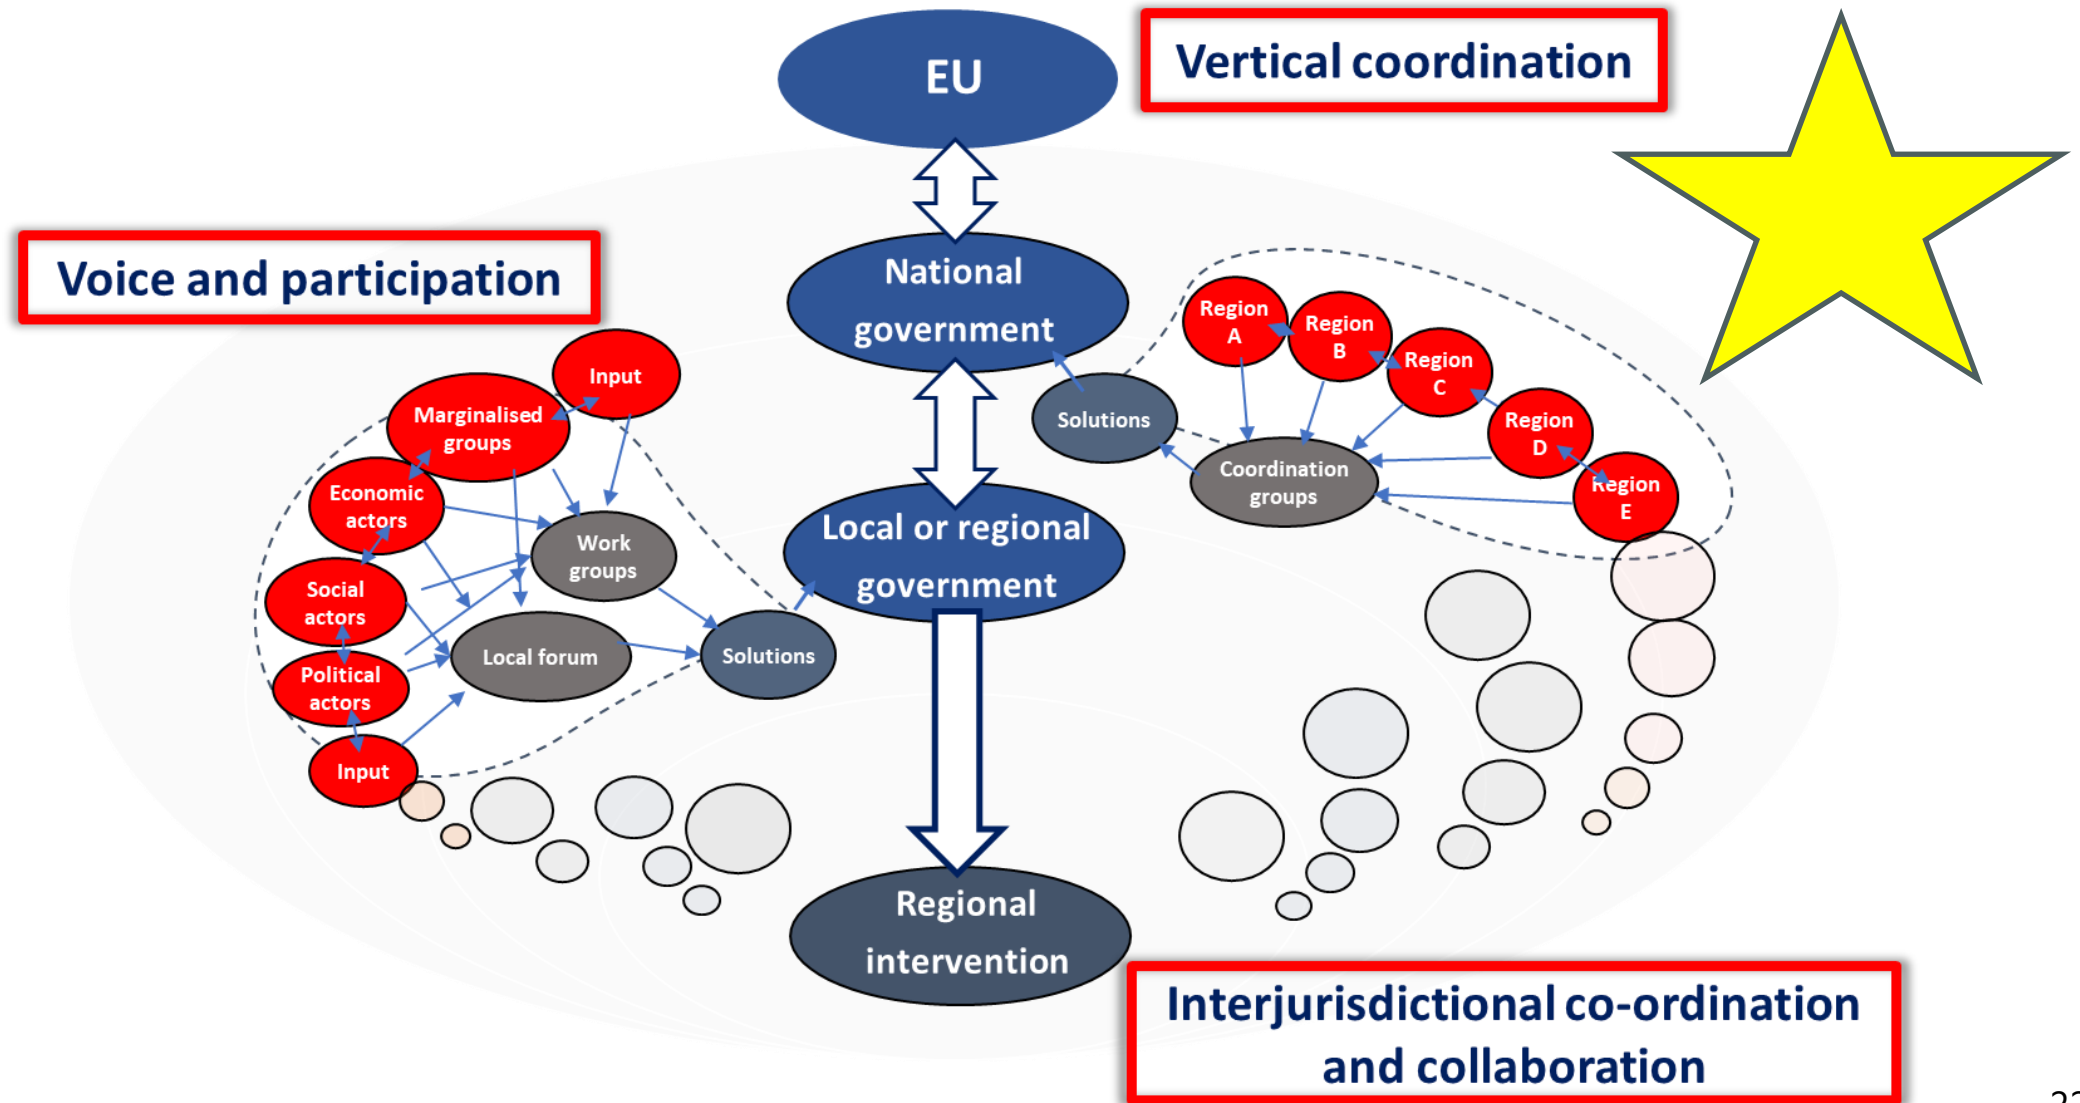 EU
Vertical coordination
Voice and participation
National
government
Region
A
Region
B
Region
C
Region
D
Region
E
Solutions
Coordination
groups
Input
Marginalised
groups
Economic
actors
Social
actors
Political
actors
Input
Work
groups
Local forum
Solutions
Local or regional
government
Regional
intervention
Interjurisdictional co-ordination
and collaboration